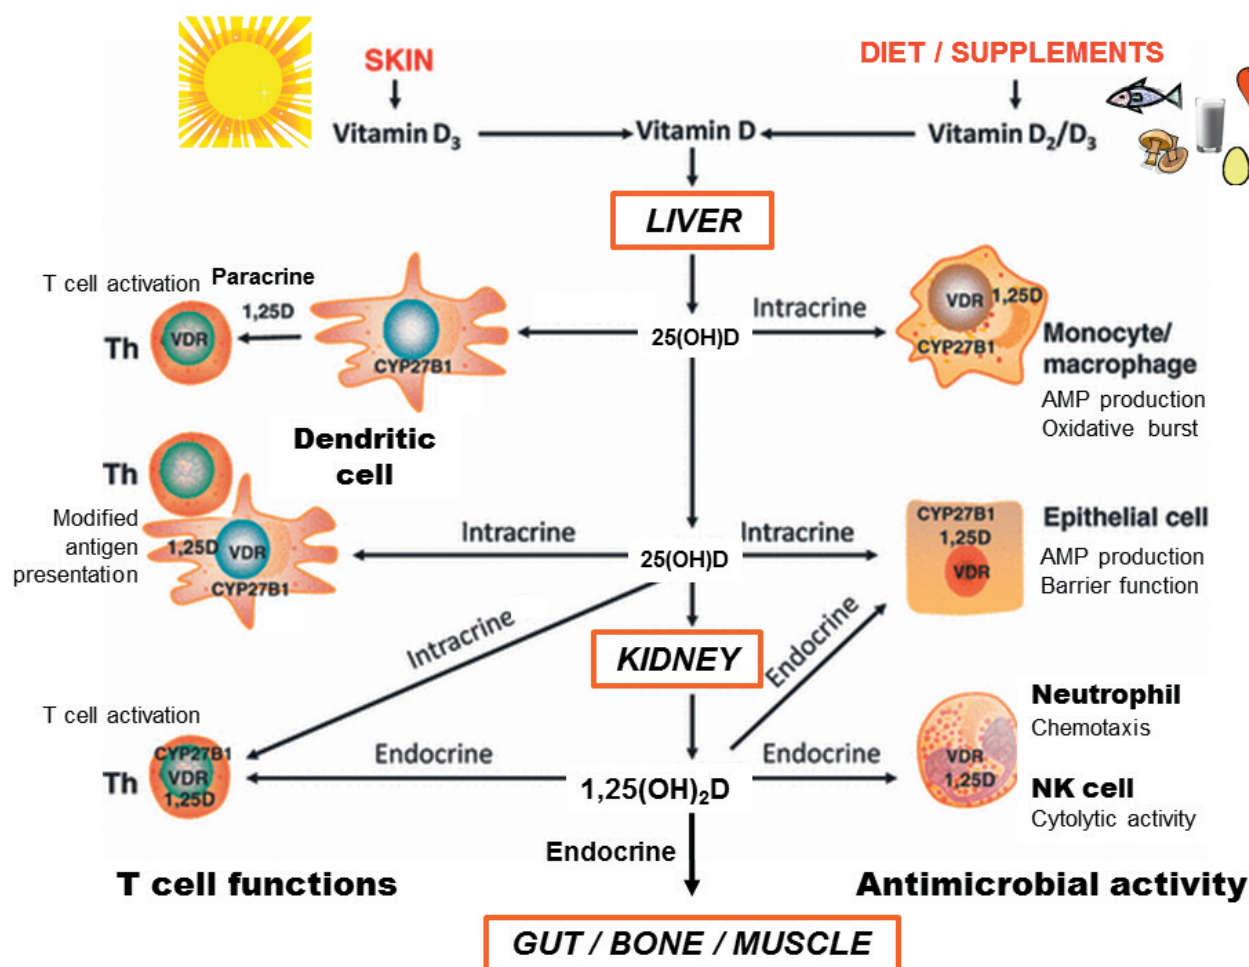 SKIN
DIET / SUPPLEMENTS
Vitamin D₃
Vitamin D
Vitamin D₂/D₃
LIVER
T cell activation
Paracrine
1,25D
Th
VDR
CYP27B1
25(OH)D
Intracrine
VDR
1,25D
CYP27B1
Monocyte/
macrophage
AMP production
Oxidative burst
Dendritic
cell
Th
Modified
antigen
presentation
1,25D
VDR
CYP27B1
Intracrine
25(OH)D
Intracrine
CYP27B1
1,25D
VDR
Epithelial cell
AMP production
Barrier function
Intracrine
KIDNEY
Endocrine
T cell activation
Th
CYP27B1
VDR
1,25D
Endocrine
1,25(OH)₂D
Endocrine
VDR
1,25D
Neutrophil
Chemotaxis
NK cell
Cytolytic activity
Endocrine
T cell functions
Antimicrobial activity
GUT / BONE / MUSCLE